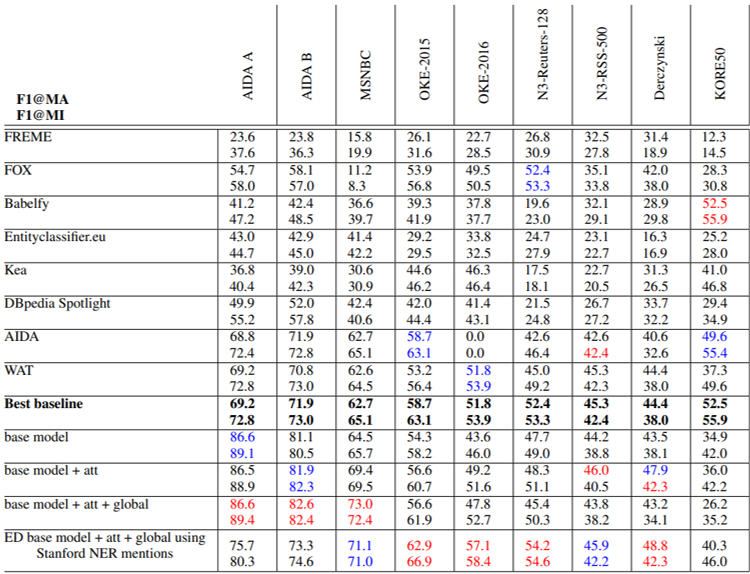 F1@MA
F1@MI
AIDA A AIDA B MSNBC OKE-2015 OKE-2016 N3-Reuters-128 N3-RSS-500 Derczynski KORE50
FREME 23.6 23.8 15.8 26.1 22.7 26.8 32.5 31.4 12.3
37.6 36.3 19.9 31.6 28.5 30.9 27.8 18.9 14.5
FOX 54.7 58.1 11.2 53.9 49.5 52.4 35.1 42.0 28.3
58.0 57.0 8.3 56.8 50.5 53.3 33.8 38.0 30.8
Babelfy 41.2 42.4 36.6 39.3 37.8 19.6 32.1 28.9 52.5
47.2 48.5 39.7 41.9 37.7 23.0 29.1 29.8 55.9
Entityclassifier.eu 43.0 42.9 41.4 29.2 33.8 24.7 23.1 16.3 25.2
44.7 45.0 42.2 29.5 32.5 27.9 22.7 16.9 28.0
Kea 36.8 39.0 30.6 44.6 46.3 17.5 22.7 31.3 41.0
40.4 42.3 30.9 46.2 46.4 18.1 20.5 26.5 46.8
DBpedia Spotlight 49.9 52.0 42.4 42.0 41.4 21.5 26.7 33.7 29.4
55.2 57.8 40.6 44.4 43.1 24.8 27.2 32.2 34.9
AIDA 68.8 71.9 62.7 58.7 0.0 42.6 42.6 40.6 49.6
72.4 72.8 65.1 63.1 0.0 46.4 42.4 32.6 55.4
WAT 69.2 70.8 62.6 53.2 51.8 45.0 45.3 44.4 37.3
72.8 73.0 64.5 56.4 53.9 49.2 42.3 38.0 49.6
Best baseline 69.2 71.9 62.7 58.7 51.8 52.4 45.3 44.4 52.5
72.8 73.0 65.1 63.1 53.9 53.3 42.4 38.0 55.9
base model 86.6 81.1 64.5 54.3 43.6 47.7 44.2 43.5 34.9
89.1 80.5 65.7 58.2 46.0 49.0 38.8 38.1 42.0
base model + att 86.5 81.9 69.4 56.6 49.2 48.3 46.0 47.9 36.0
88.9 82.3 69.5 60.7 51.6 51.1 40.5 42.3 42.2
base model + att + global 86.6 82.6 73.0 56.6 47.8 45.4 43.8 43.2 26.2
89.4 82.4 72.4 61.9 52.7 50.3 38.2 34.1 35.2
ED base model + att + global using 75.7 73.3 71.1 62.9 57.1 54.2 45.9 48.8 40.3
Stanford NER mentions 80.3 74.6 71.0 66.9 58.4 54.6 42.2 42.3 46.0